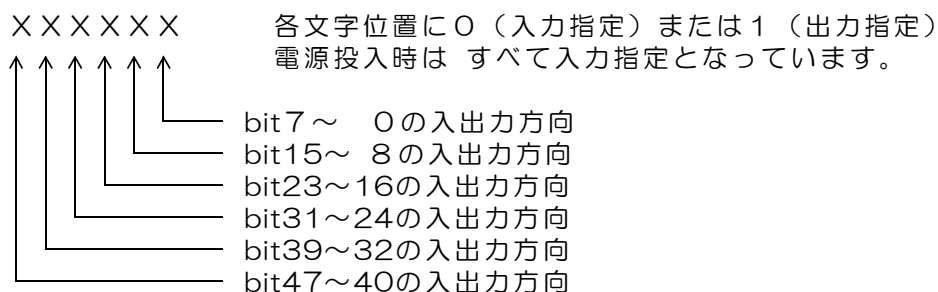 XXXXXX 各文字位置に0（入力指定）または1（出力指定）
電源投入時は すべて入力指定となっています。
bit7～ 0の入出力方向
bit15～ 8の入出力方向
bit23～16の入出力方向
bit31～24の入出力方向
bit39～32の入出力方向
bit47～40の入出力方向